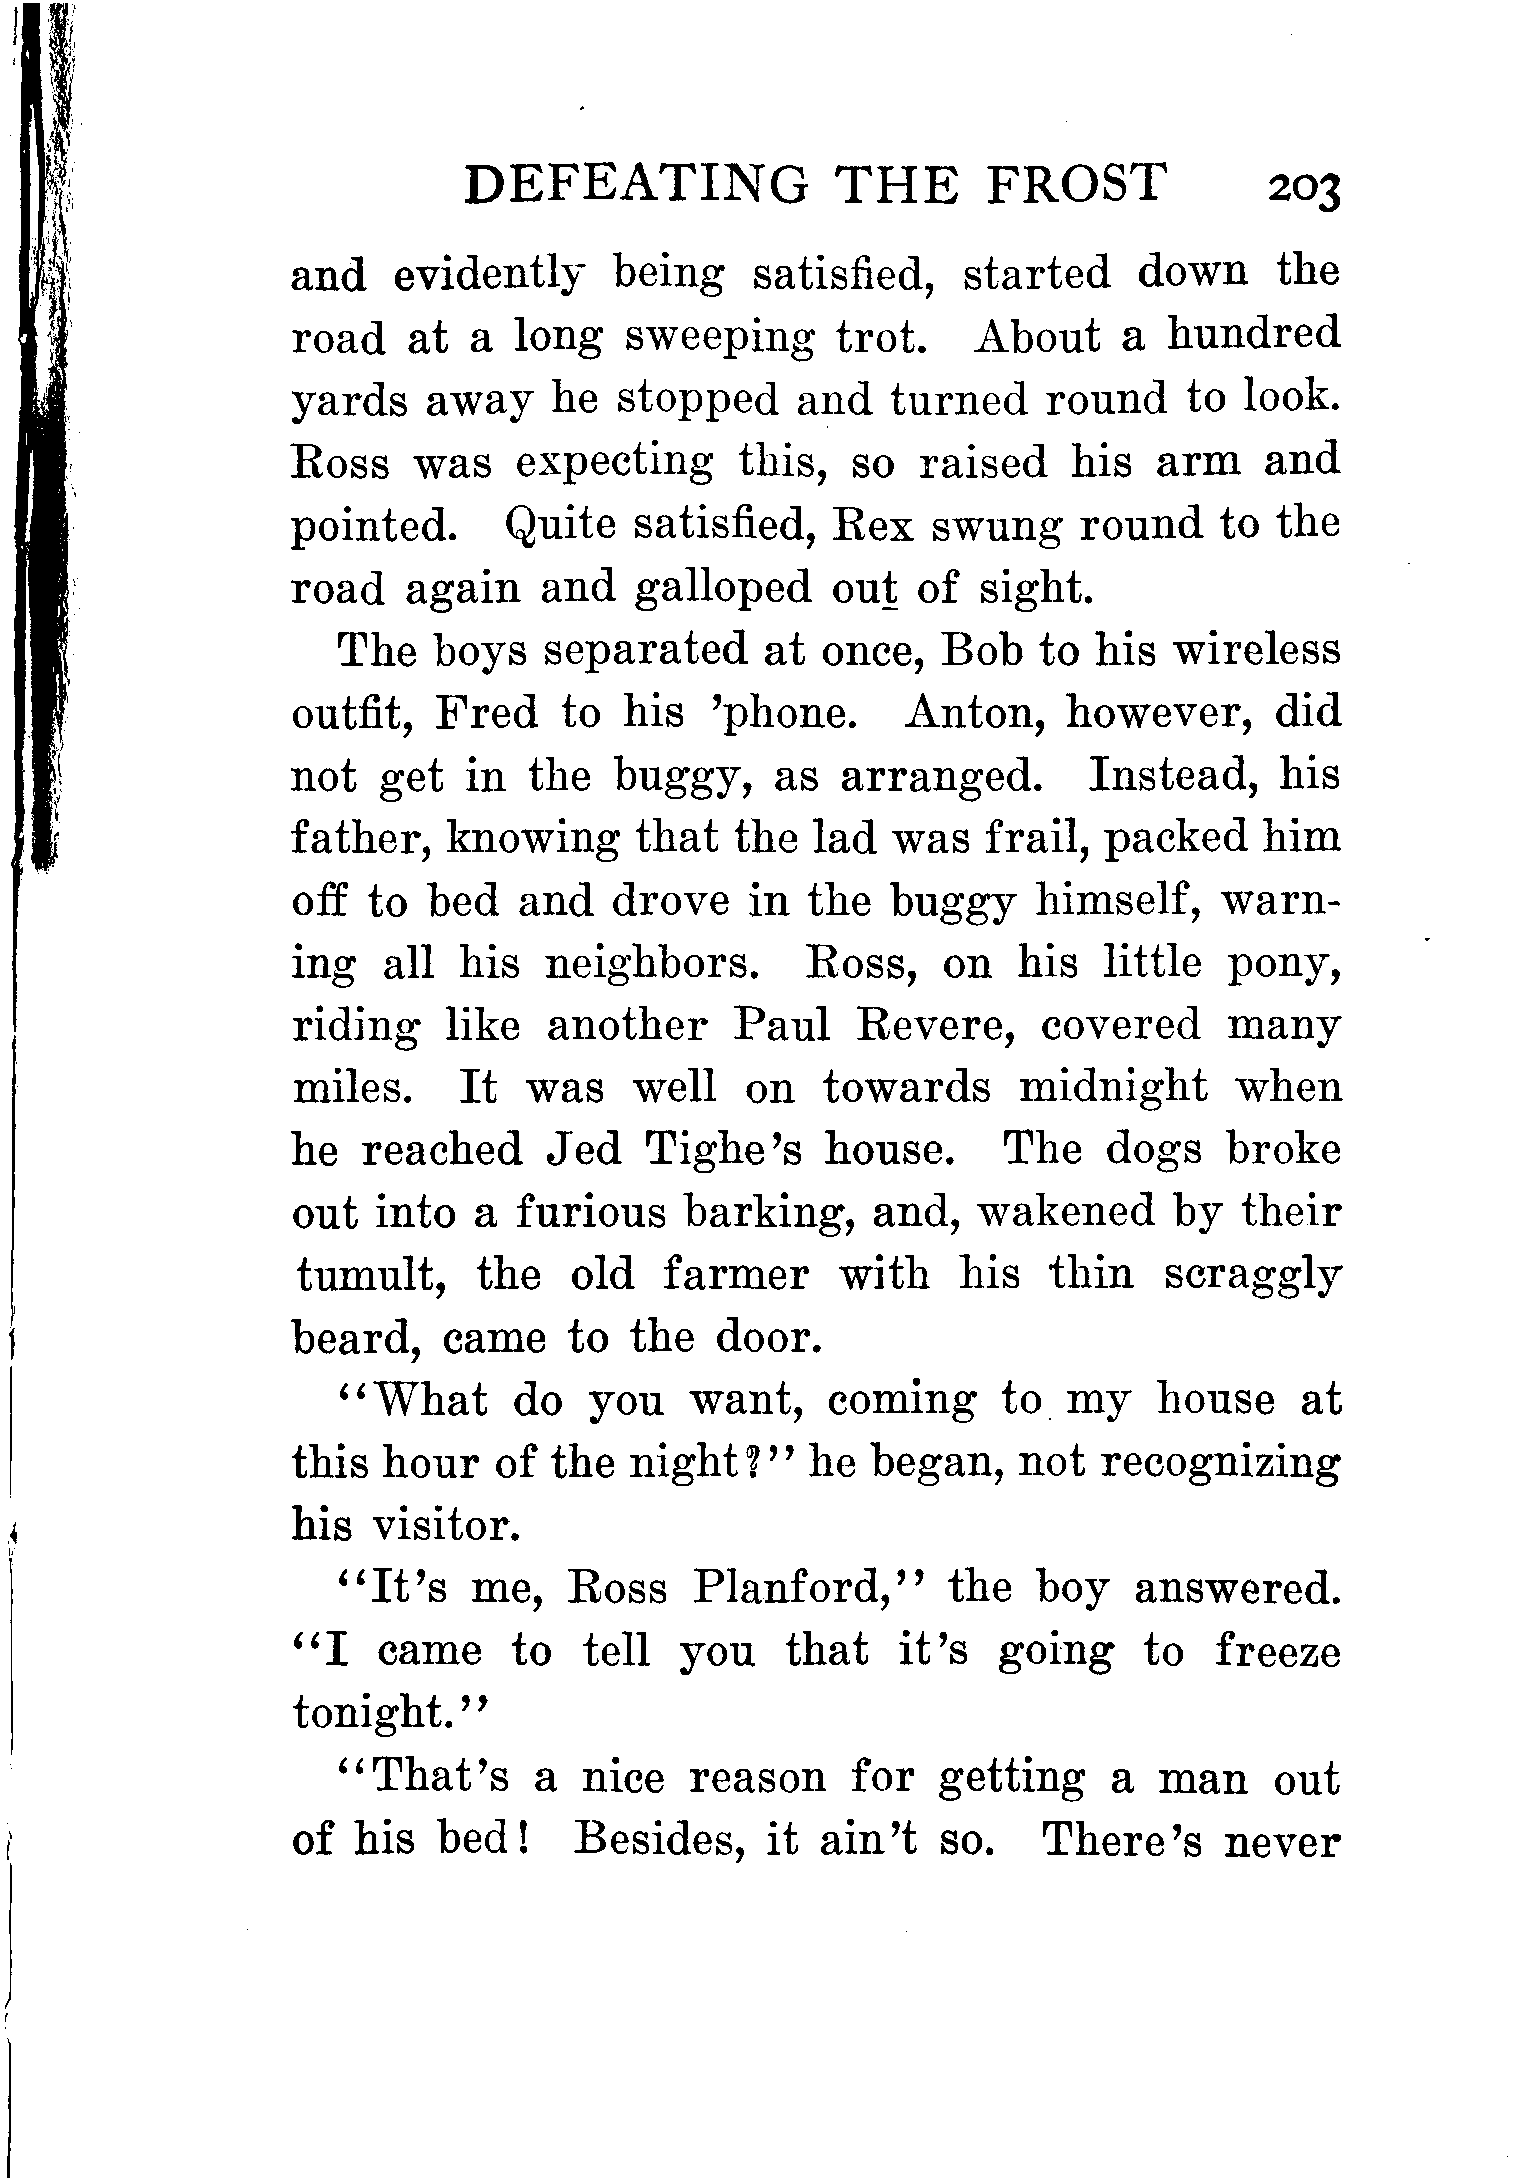 DEFEATING THE FROST 203
and evidently being satisfied, started down the
road at a long sweeping trot. About a hundred
yards away he stopped and turned round to look.
Ross was expecting this, so raised his arm and
pointed. Quite satisfied, Rex swung round to the
road again and galloped out of sight.
The boys separated at once, Bob to his wireless
outfit, Fred to his 'phone. Anton, however, did
not get in the buggy, as arranged. Instead, his
father, knowing that the lad was frail, packed him
off to bed and drove in the buggy himself, warn-
ing all his neighbors. Ross, on his little pony,
riding like another Paul Revere, covered many
miles. It was well on towards midnight when
he reached Jed Tighe's house. The dogs broke
out into a furious barking, and, wakened by their
tumult, the old farmer with his thin scraggly
beard, came to the door.
"What do you want, coming to my house at
this hour of the night?" he began, not recognizing
his visitor.
"It's me, Ross Planford," the boy answered.
"I came to tell you that it's going to freeze
tonight."
"That's a nice reason for getting a man out
of his bed! Besides, it ain't so. There's never